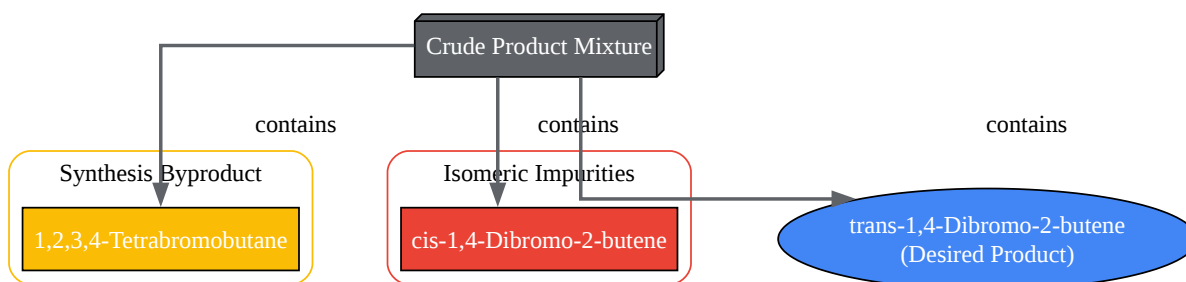 Crude Product Mixture
contains
contains
contains
Synthesis Byproduct
Isomeric Impurities
1,2,3,4-Tetrabromobutane
cis-1,4-Dibromo-2-butene
trans-1,4-Dibromo-2-butene
(Desired Product)